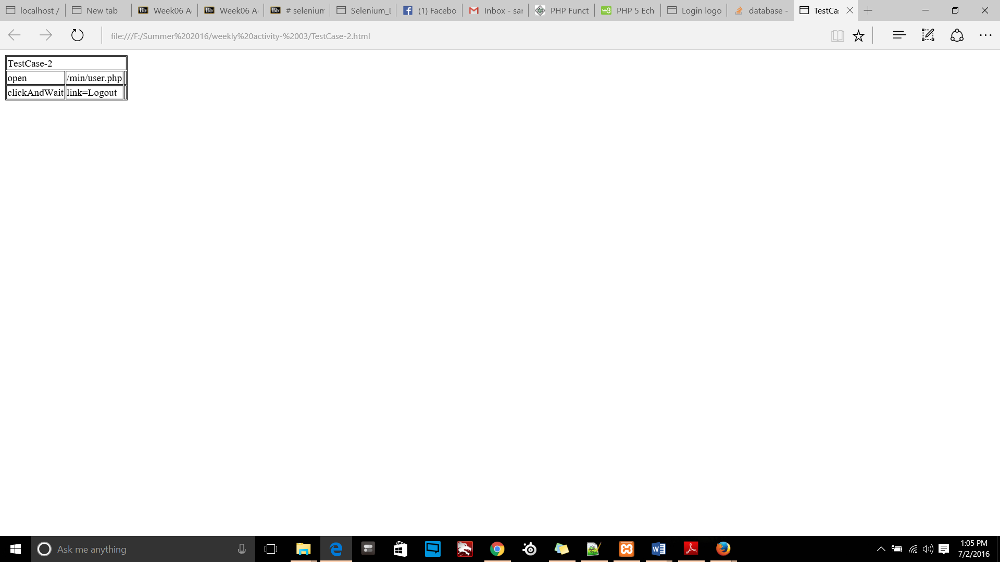 localhost /
New tab
Week06 A
Week06 A
# selenium
Selenium_
(1) Facebo
Inbox - sar
PHP Funct
PHP 5 Ech
Login logo
database -
TestCa
file:///F:/Summer%202016/weekly%20activity-%2003/TestCase-2.html
TestCase-2
open /min/user.php
clickAndWait link=Logout
Ask me anything
1:05 PM
7/2/2016